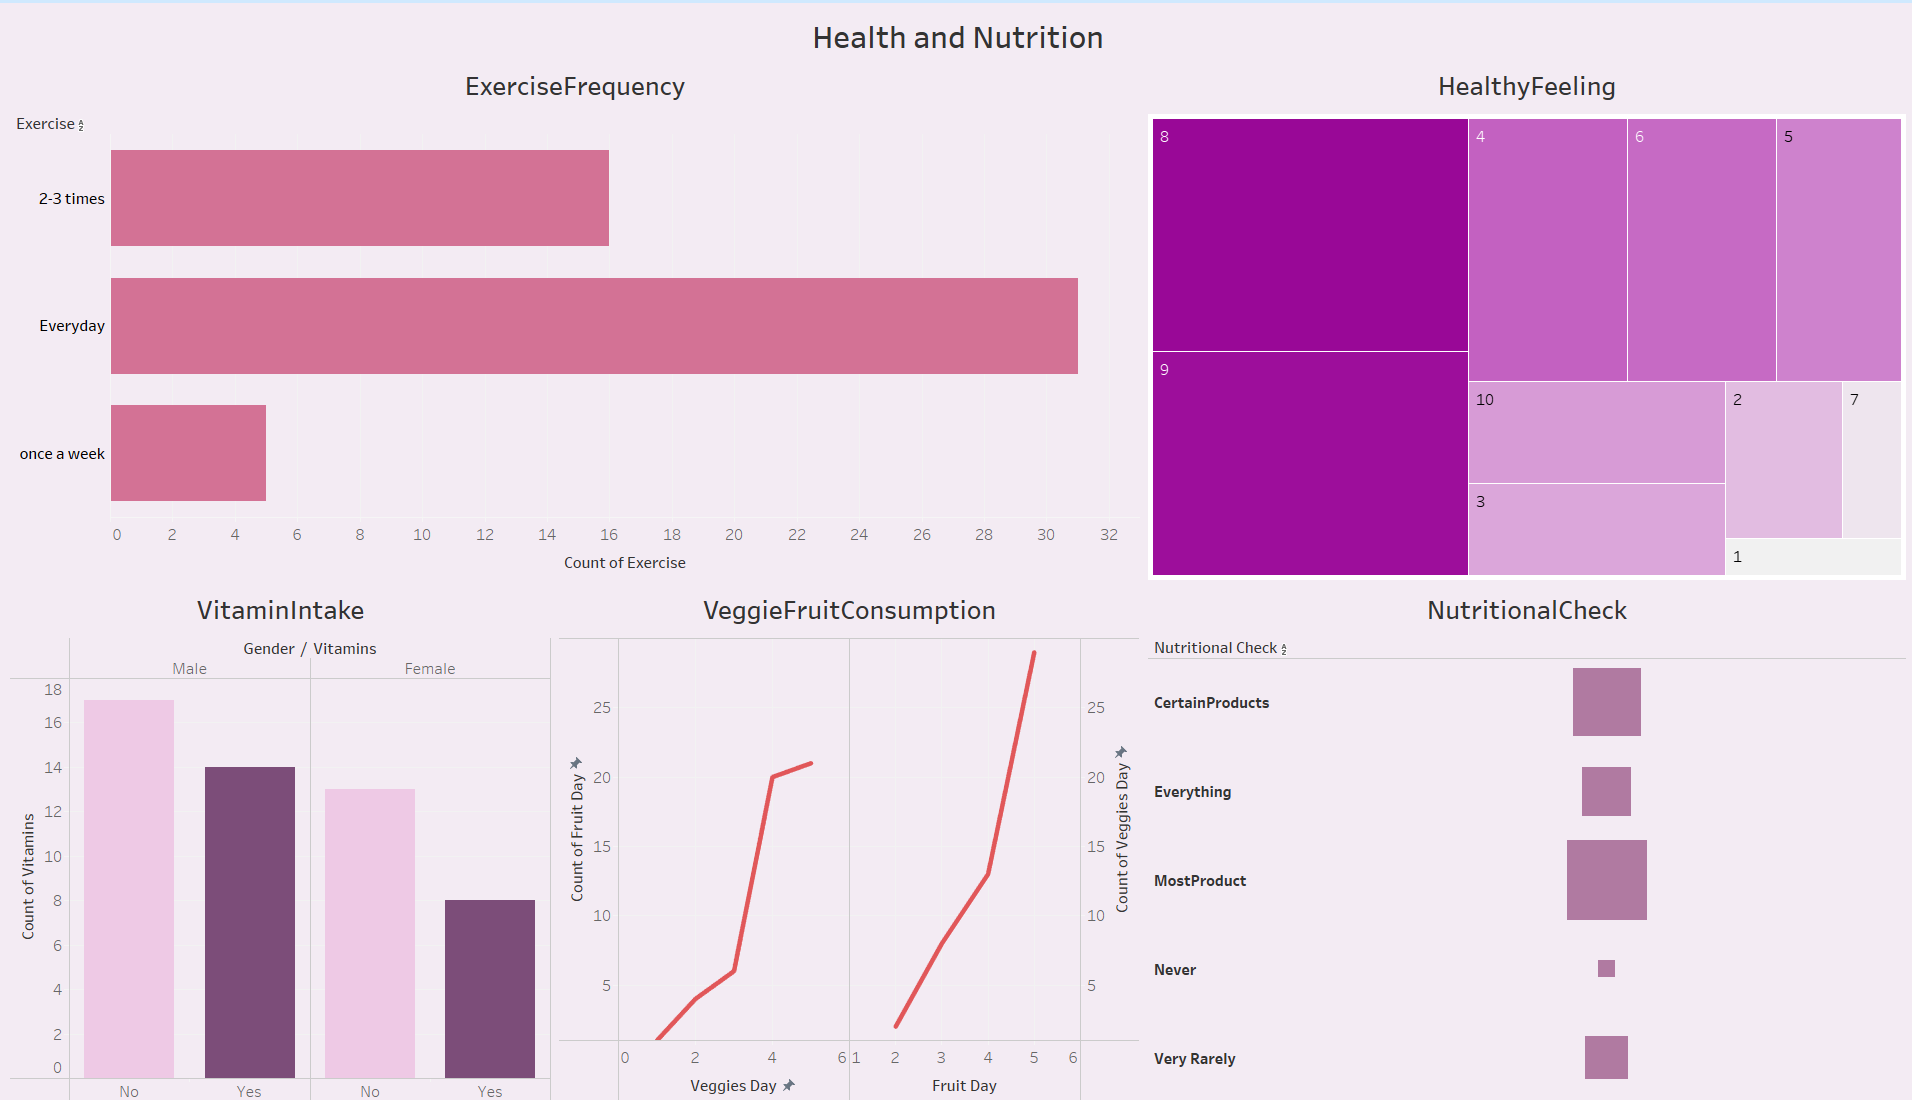 Health and Nutrition
ExerciseFrequency
Exercise
2-3 times
Everyday
once a week
0 2 4 6 8 10 12 14 16 18 20 22 24 26 28 30 32
Count of Exercise
HealthyFeeling
8
4
6
5
9
10
2
7
3
1
VitaminIntake
Gender / Vitamins
Male Female
Count of Vitamins
18
16
14
12
10
8
6
4
2
0
No Yes No Yes
VeggieFruitConsumption
Count of Fruit Day
25
20
15
10
5
0 2 4 6
Veggies Day
1 2 3 4 5 6
Fruit Day
25
20
15
10
5
Count of Veggies Day
NutritionalCheck
Nutritional Check
CertainProducts
Everything
MostProduct
Never
Very Rarely